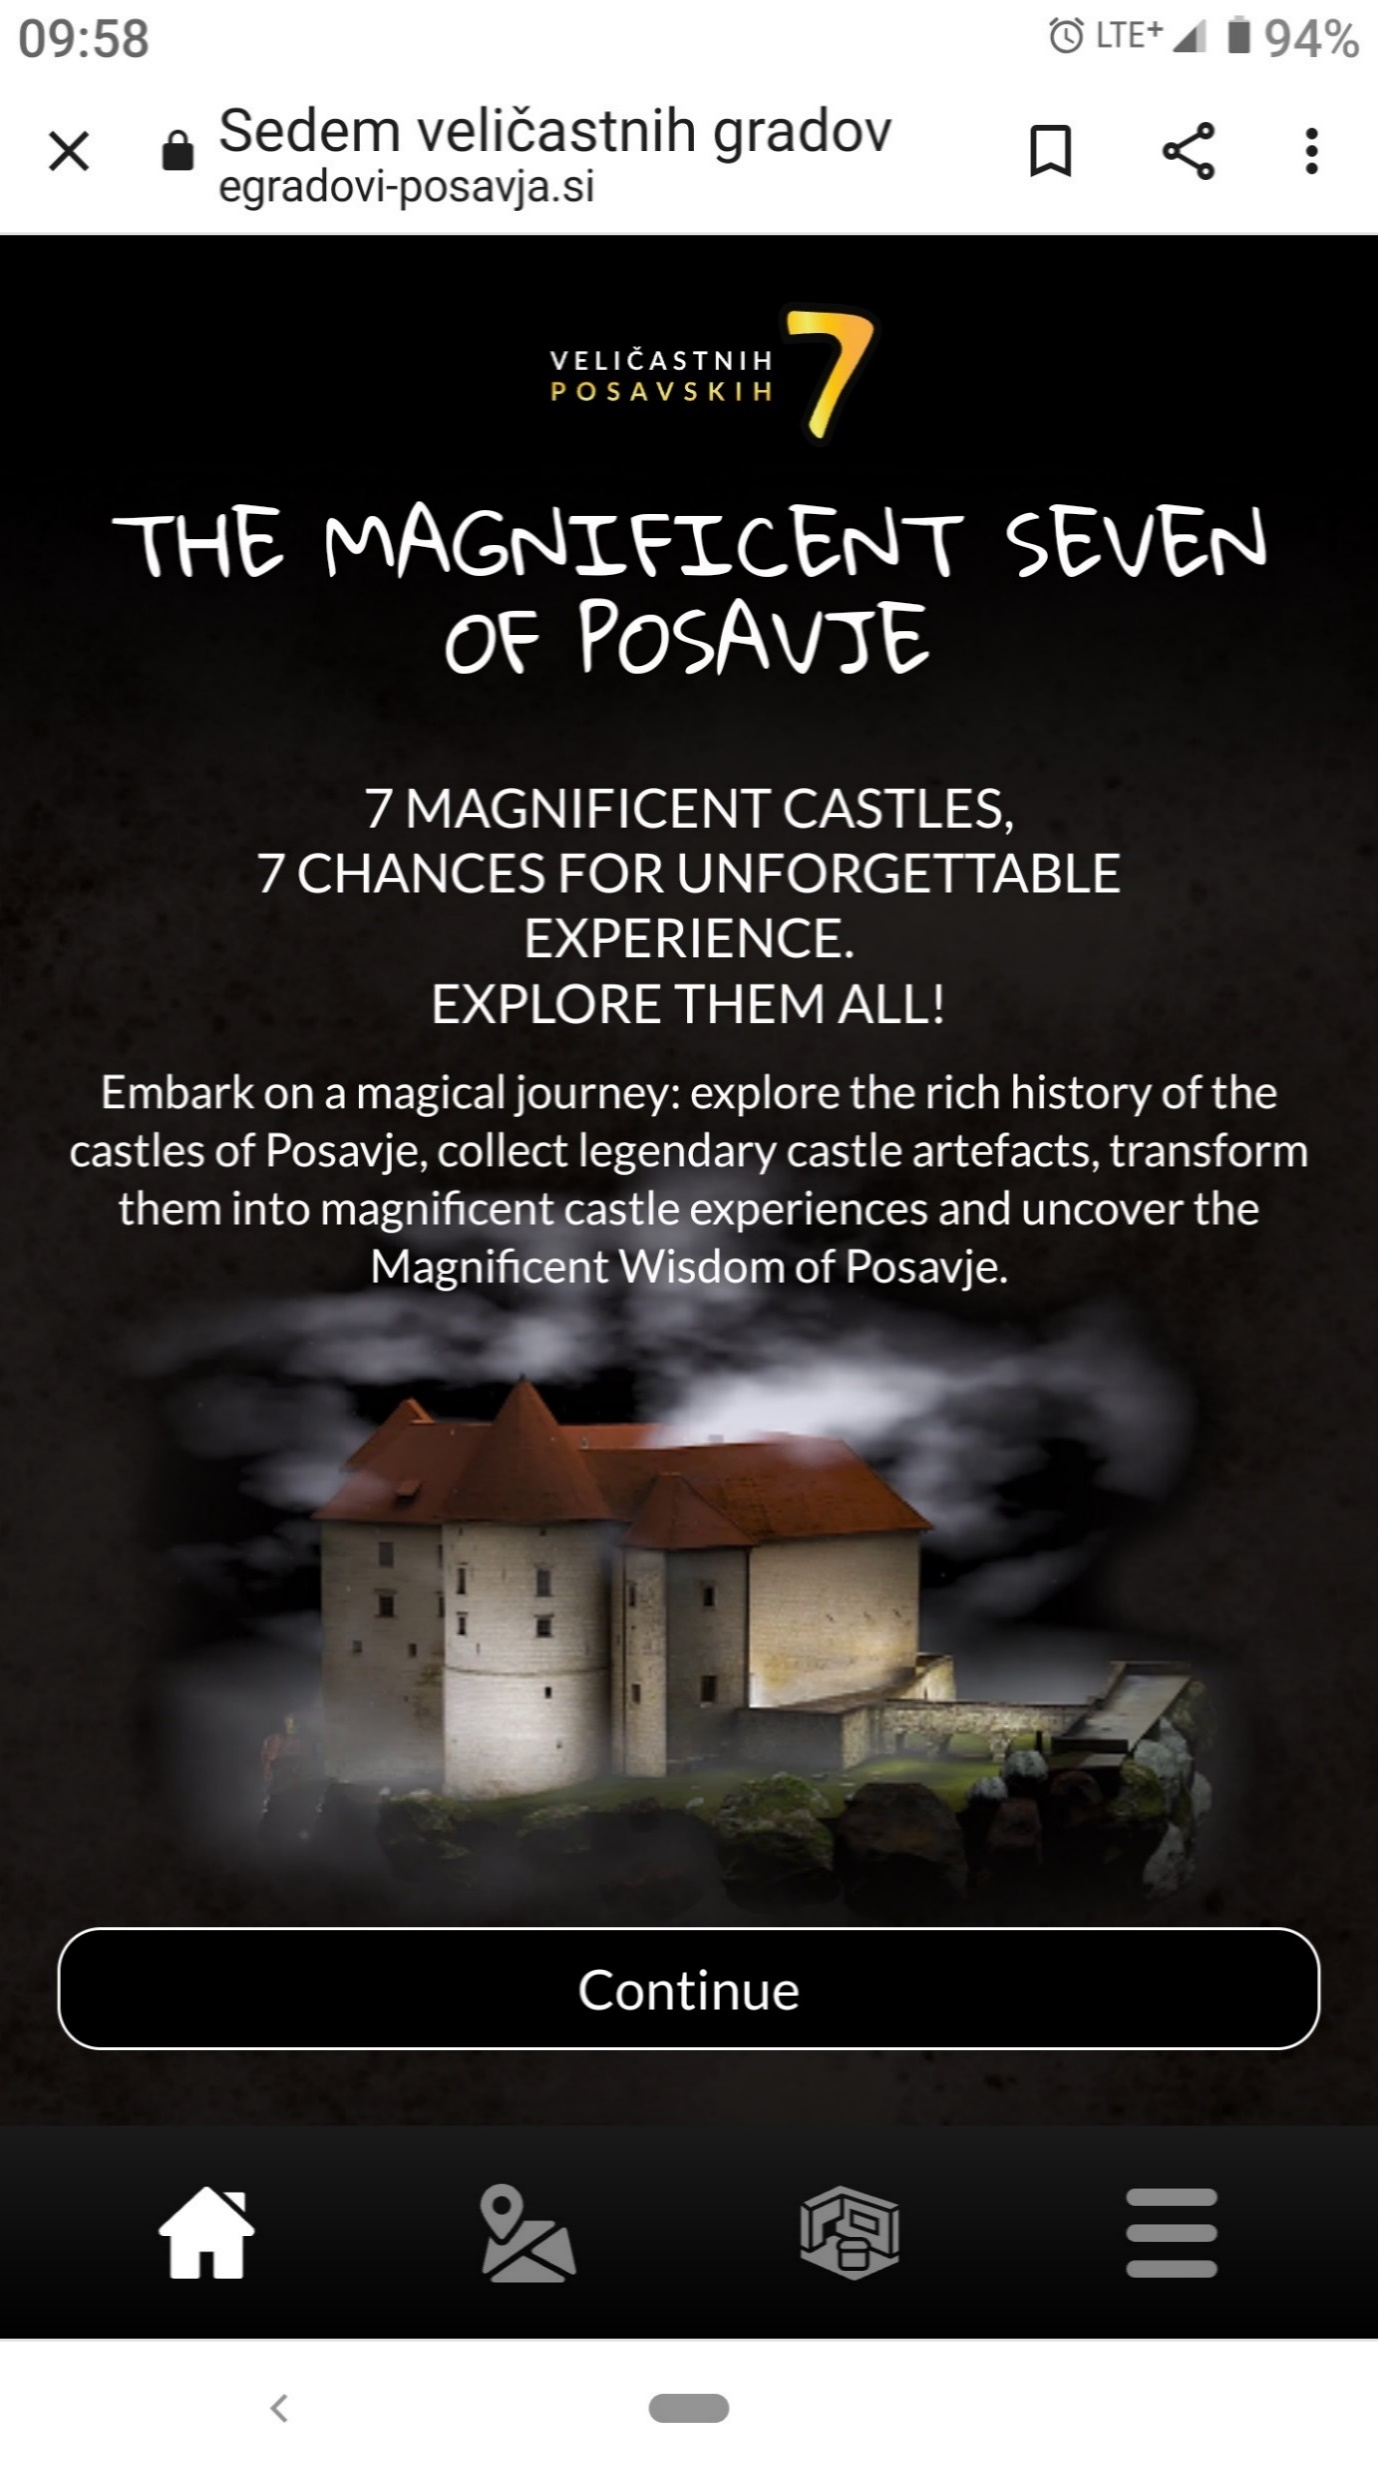 09:58
LTE+ 94%
Sedem veličastnih gradov
egradovi-posavja.si
VELIČASTNIH
POSAVSKIH
7
THE MAGNIFICENT SEVEN
OF POSAVJE
7 MAGNIFICENT CASTLES,
7 CHANCES FOR UNFORGETTABLE
EXPERIENCE.
EXPLORE THEM ALL!
Embark on a magical journey: explore the rich history of the
castles of Posavje, collect legendary castle artefacts, transform
them into magnificent castle experiences and uncover the
Magnificent Wisdom of Posavje.
Continue